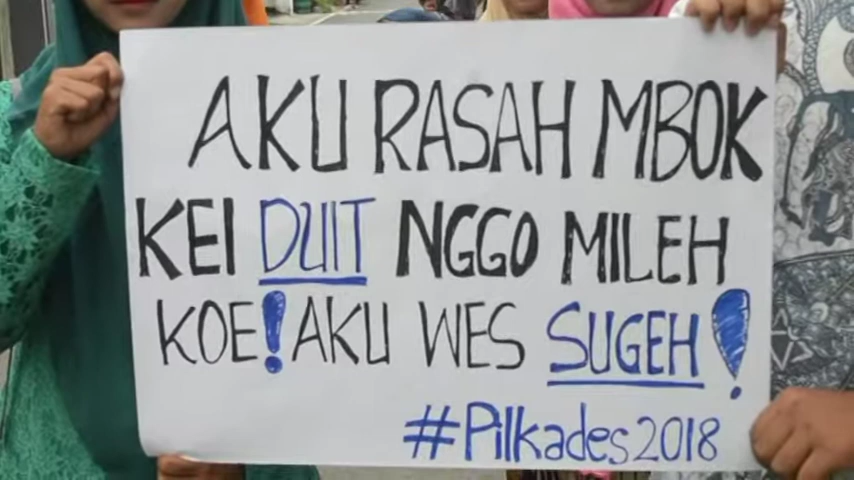 AKU RASAH MBOK
KEI DUIT NGGO MILEH
KOE! AKU WES SUGEH!
#Pilkades2018